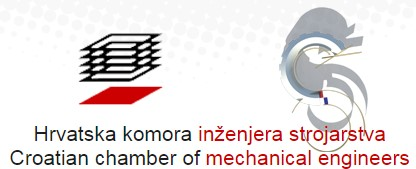 Hrvatska komora inženjera strojarstva
Croatian chamber of mechanical engineers